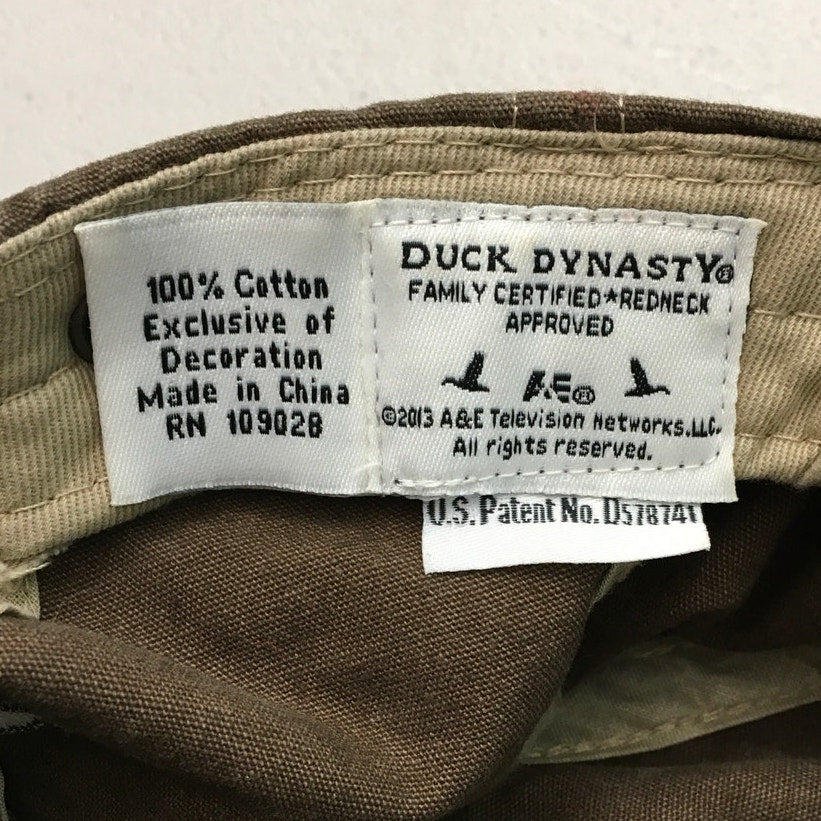 100% Cotton
Exclusive of
Decoration
Made in China
RN 109028
DUCK DYNASTY®
FAMILY CERTIFIED★REDNECK
APPROVED
A&E®
©2013 A&E Television Networks,LLC.
All rights reserved.
U.S. Patent No. D578741